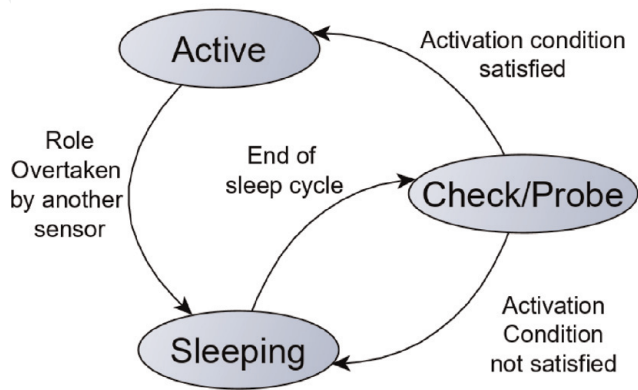 Active
Activation condition
satisfied
Role
Overtaken
by another
sensor
End of
sleep cycle
Check/Probe
Sleeping
Activation
Condition
not satisfied